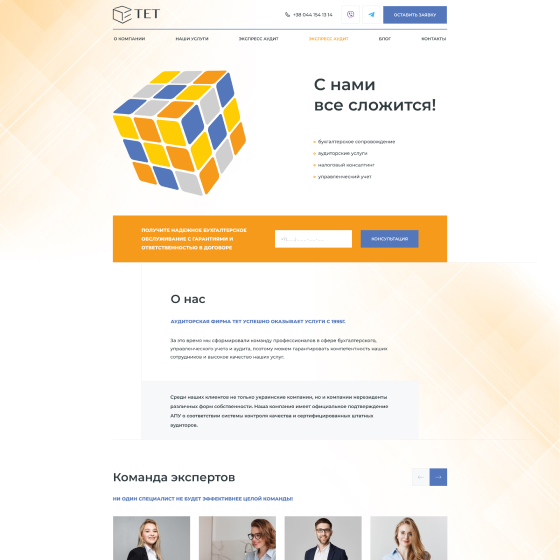 ТЕТ
+38 044 154 13 14
ОСТАВИТЬ ЗАЯВКУ
О КОМПАНИИ НАШИ УСЛУГИ ЭКСПРЕСС АУДИТ ЭКСПРЕСС АУДИТ БЛОГ КОНТАКТЫ
С нами
все сложится!
бухгалтерское сопровождение
аудиторские услуги
налоговый консалтинг
управленческий учет
ПОЛУЧИТЕ НАДЕЖНОЕ БУХГАЛТЕРСКОЕ
ОБСЛУЖИВАНИЕ С ГАРАНТИЯМИ И
ОТВЕТСТВЕННОСТЬЮ В ДОГОВОРЕ
КОНСУЛЬТАЦИЯ
О нас
АУДИТОРСКАЯ ФИРМА ТЕТ УСПЕШНО ОКАЗЫВАЕТ УСЛУГИ С 1995Г.
За это время мы сформировали команду профессионалов в сфере бухгалтерского,
управленческого учета и аудита, поэтому можем гарантировать компетентность наших
сотрудников и высокое качество наших услуг.
Среди наших клиентов не только украинские компании, но и компании нерезиденты
различных форм собственности. Наша компания имеет официальное подтверждение
АПУ о соответствии системы контроля качества и сертифицированных штатных
аудиторов.
Команда экспертов
НИ ОДИН СПЕЦИАЛИСТ НЕ БУДЕТ ЭФФЕКТИВНЕЕ ЦЕЛОЙ КОМАНДЫ!